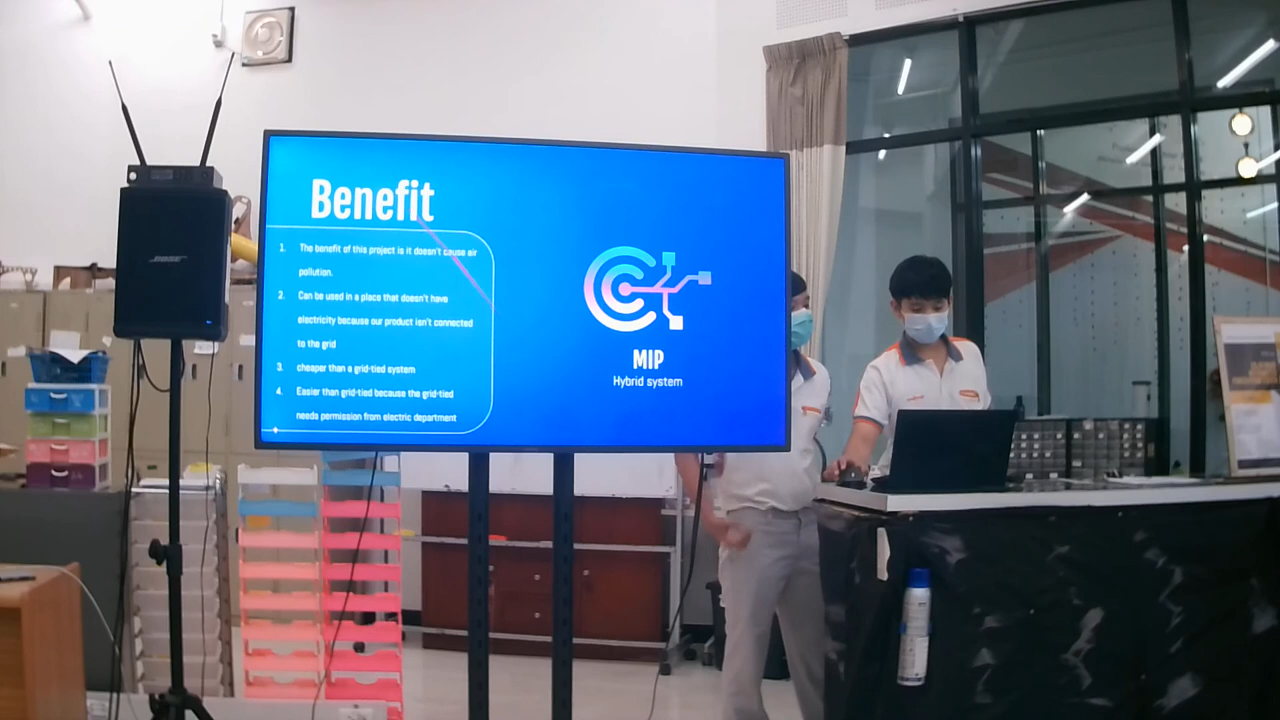 BOSE
Benefit
1. The benefit of this project is it doesn't cause air
pollution.
2. Can be used in a place that doesn't have
electricity because our product isn't connected
to the grid
3. cheaper than a grid-tied system
4. Easier than grid-tied because the grid-tied
needs permission from electric department
MIP
Hybrid system